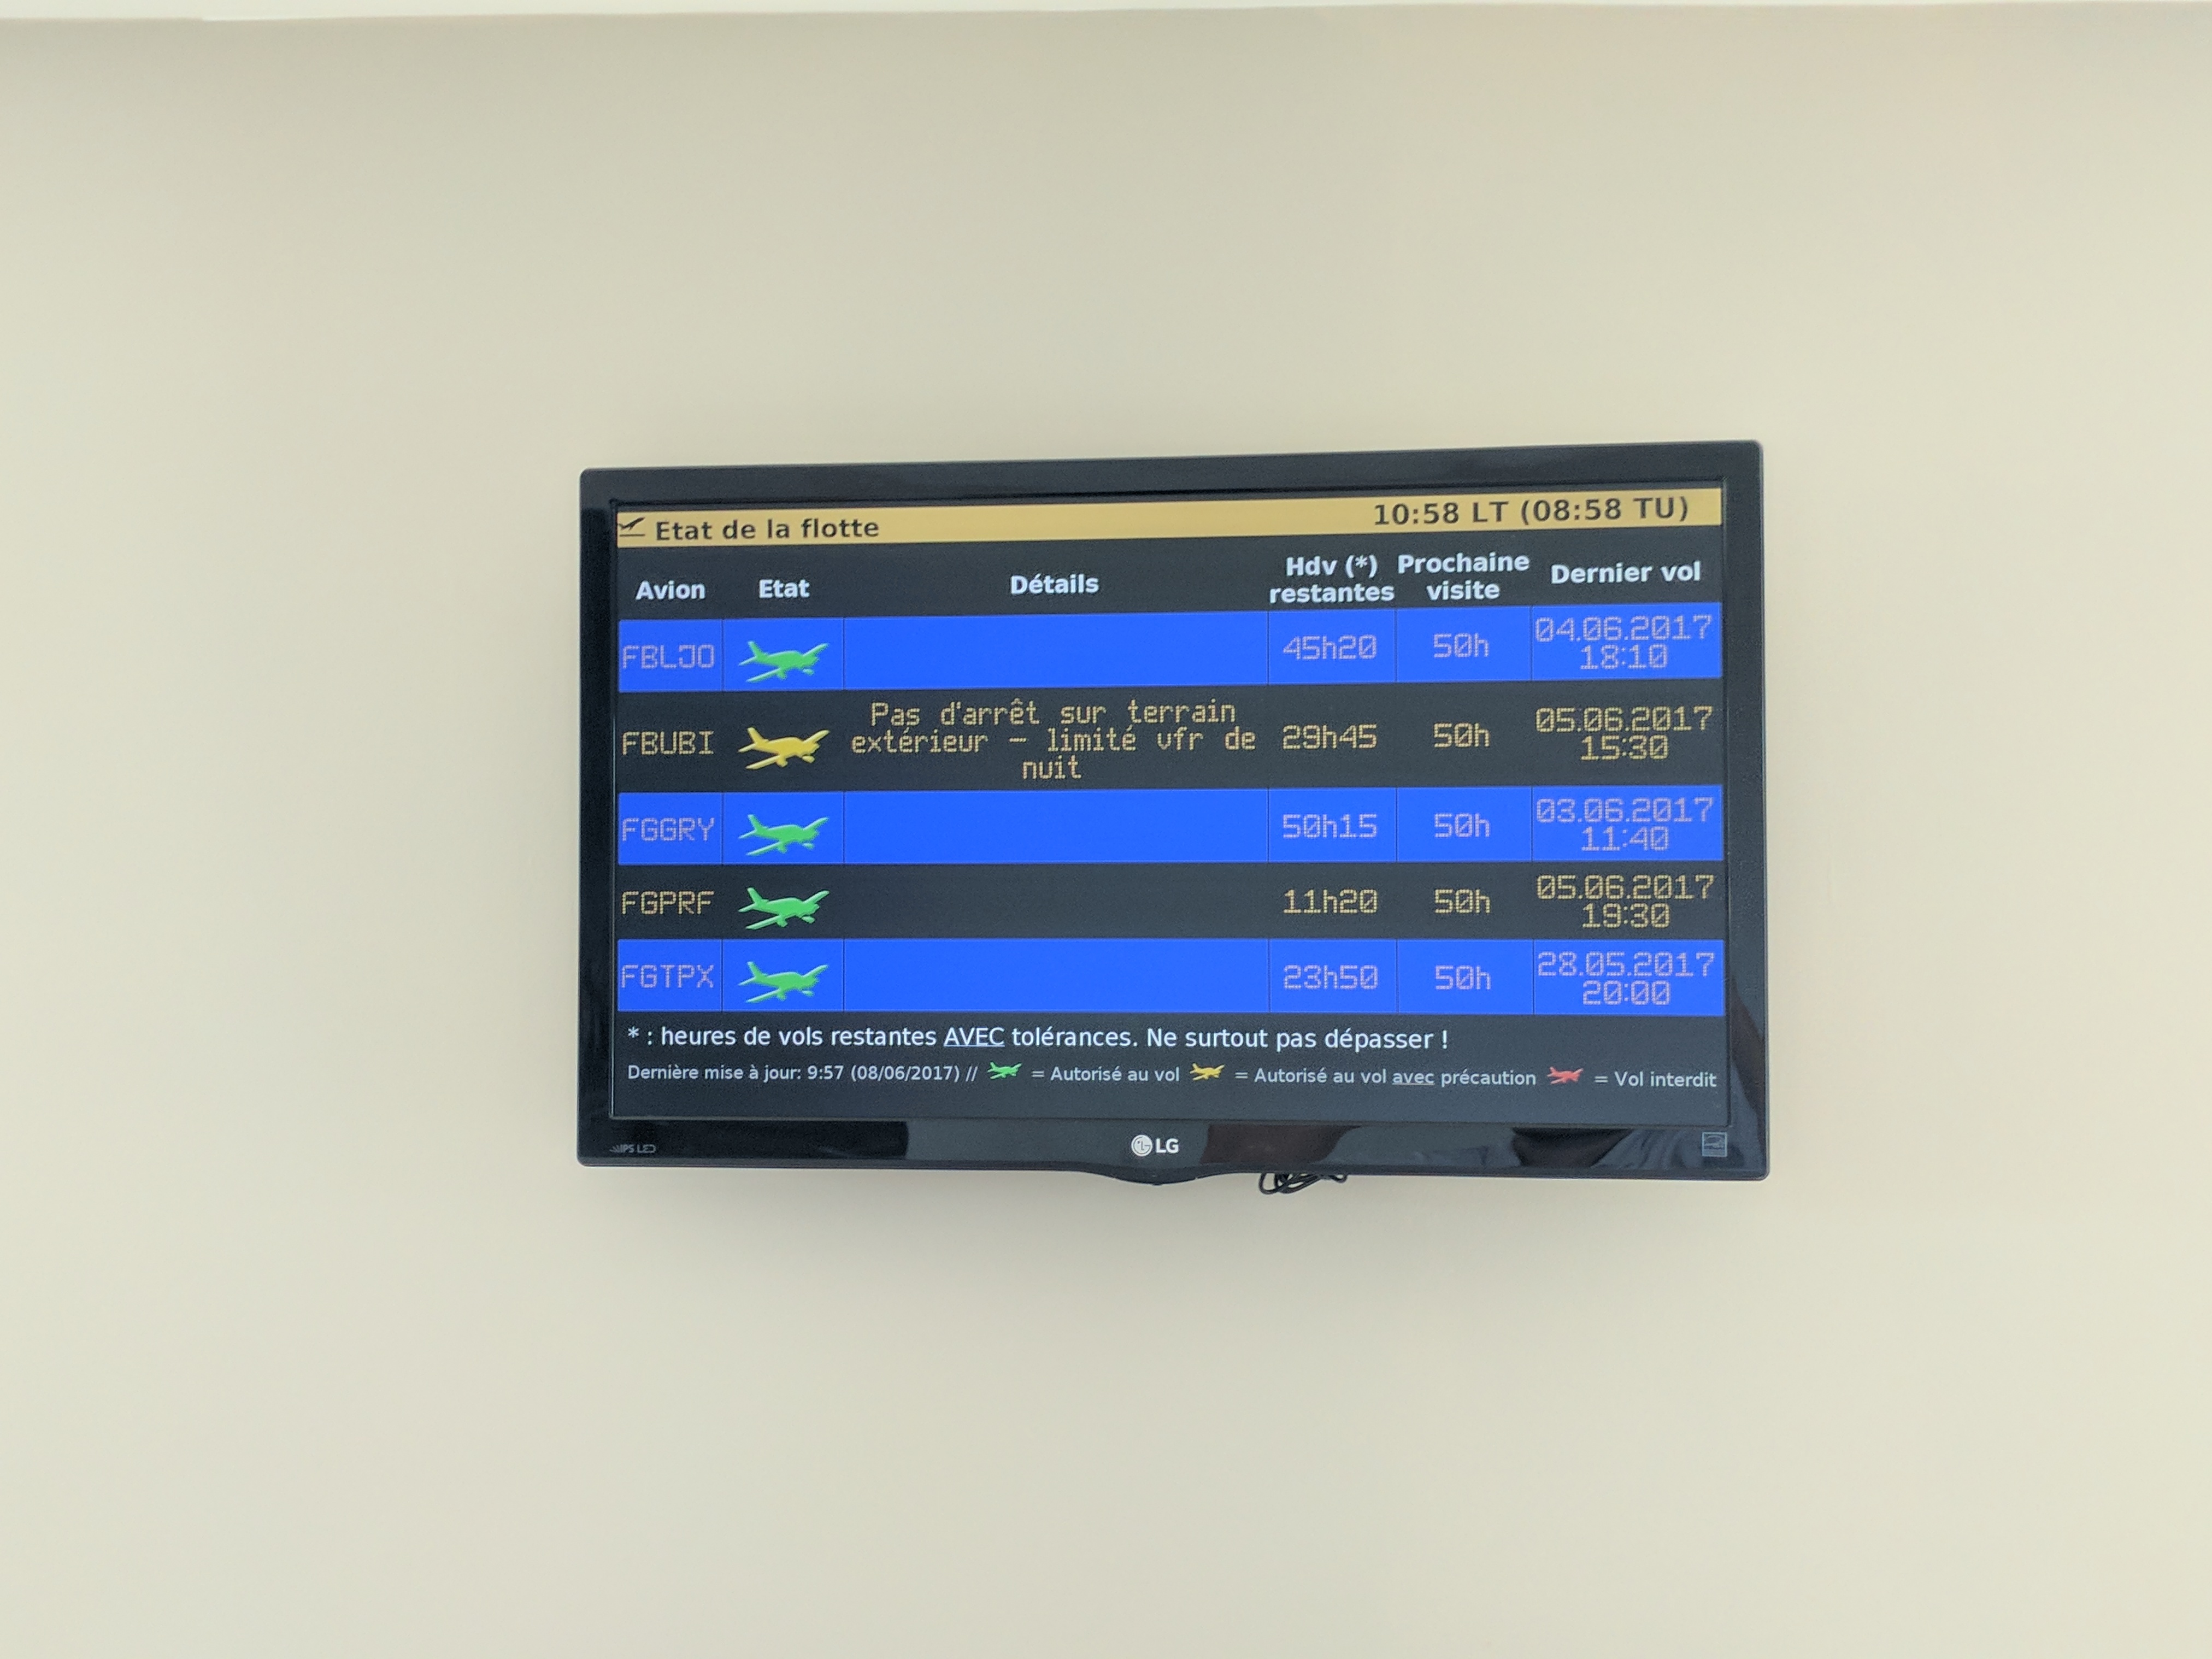 Etat de la flotte 10:58 LT (08:58 TU)
Avion Etat Détails Hdv (*) restantes Prochaine visite Dernier vol
FBLJO 45h20 50h 04.06.2017 18:10
FBUBI Pas d'arrêt sur terrain extérieur - limité vfr de nuit 29h45 50h 05.06.2017 15:30
FGGRY 50h15 50h 03.06.2017 11:40
FGPRF 11h20 50h 05.06.2017 19:30
FGTPX 23h50 50h 28.05.2017 20:00
* : heures de vols restantes AVEC tolérances. Ne surtout pas dépasser !
Dernière mise à jour: 9:57 (08/06/2017) // = Autorisé au vol = Autorisé au vol avec précaution = Vol interdit
IPS LED LG